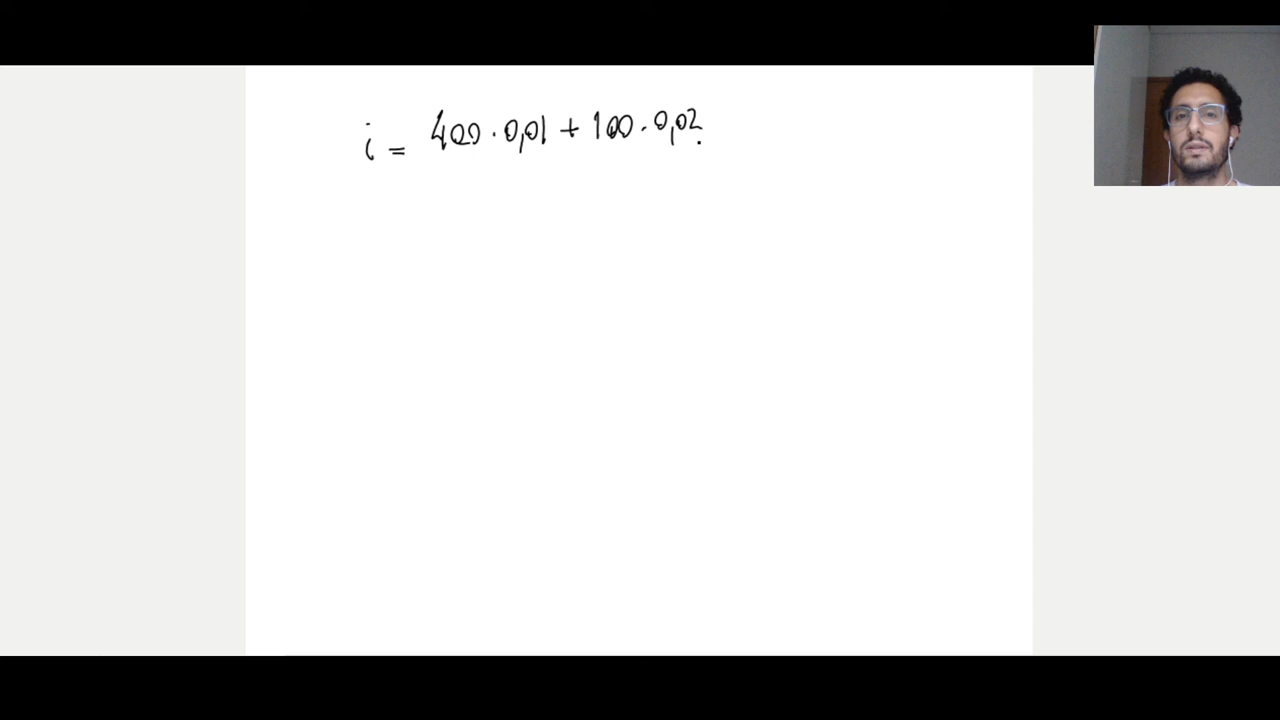 i = 400 · 0,01 + 100 · 0,02